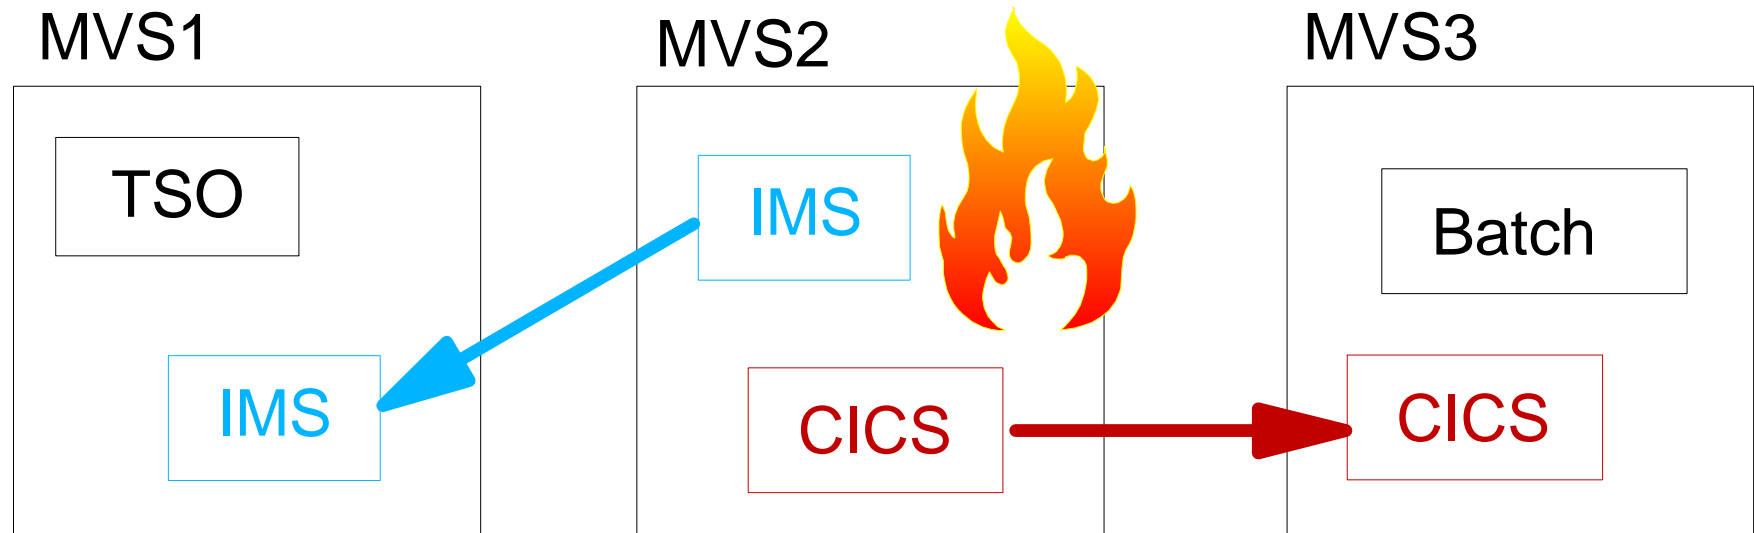 MVS1
MVS2
MVS3
TSO
IMS
Batch
IMS
CICS
CICS